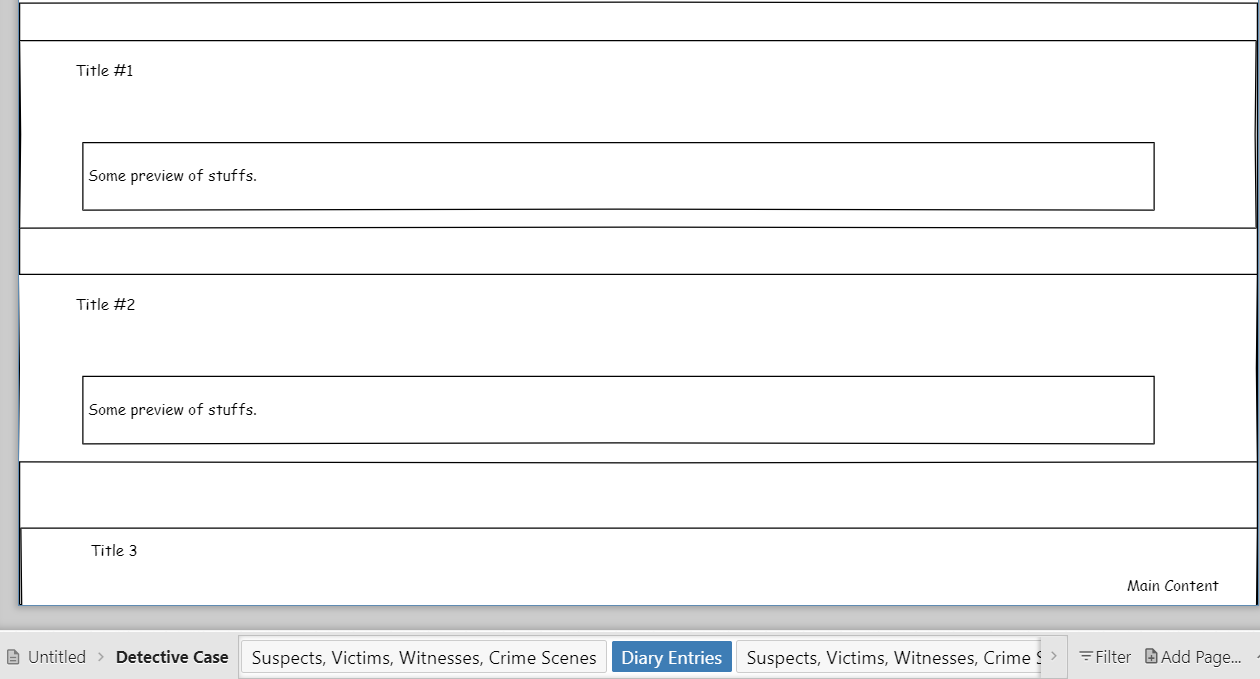 Title #1
Some preview of stuffs.
Title #2
Some preview of stuffs.
Title 3
Main Content
Untitled > Detective Case Suspects, Victims, Witnesses, Crime Scenes Diary Entries Suspects, Victims, Witnesses, Crime > Filter Add Page...